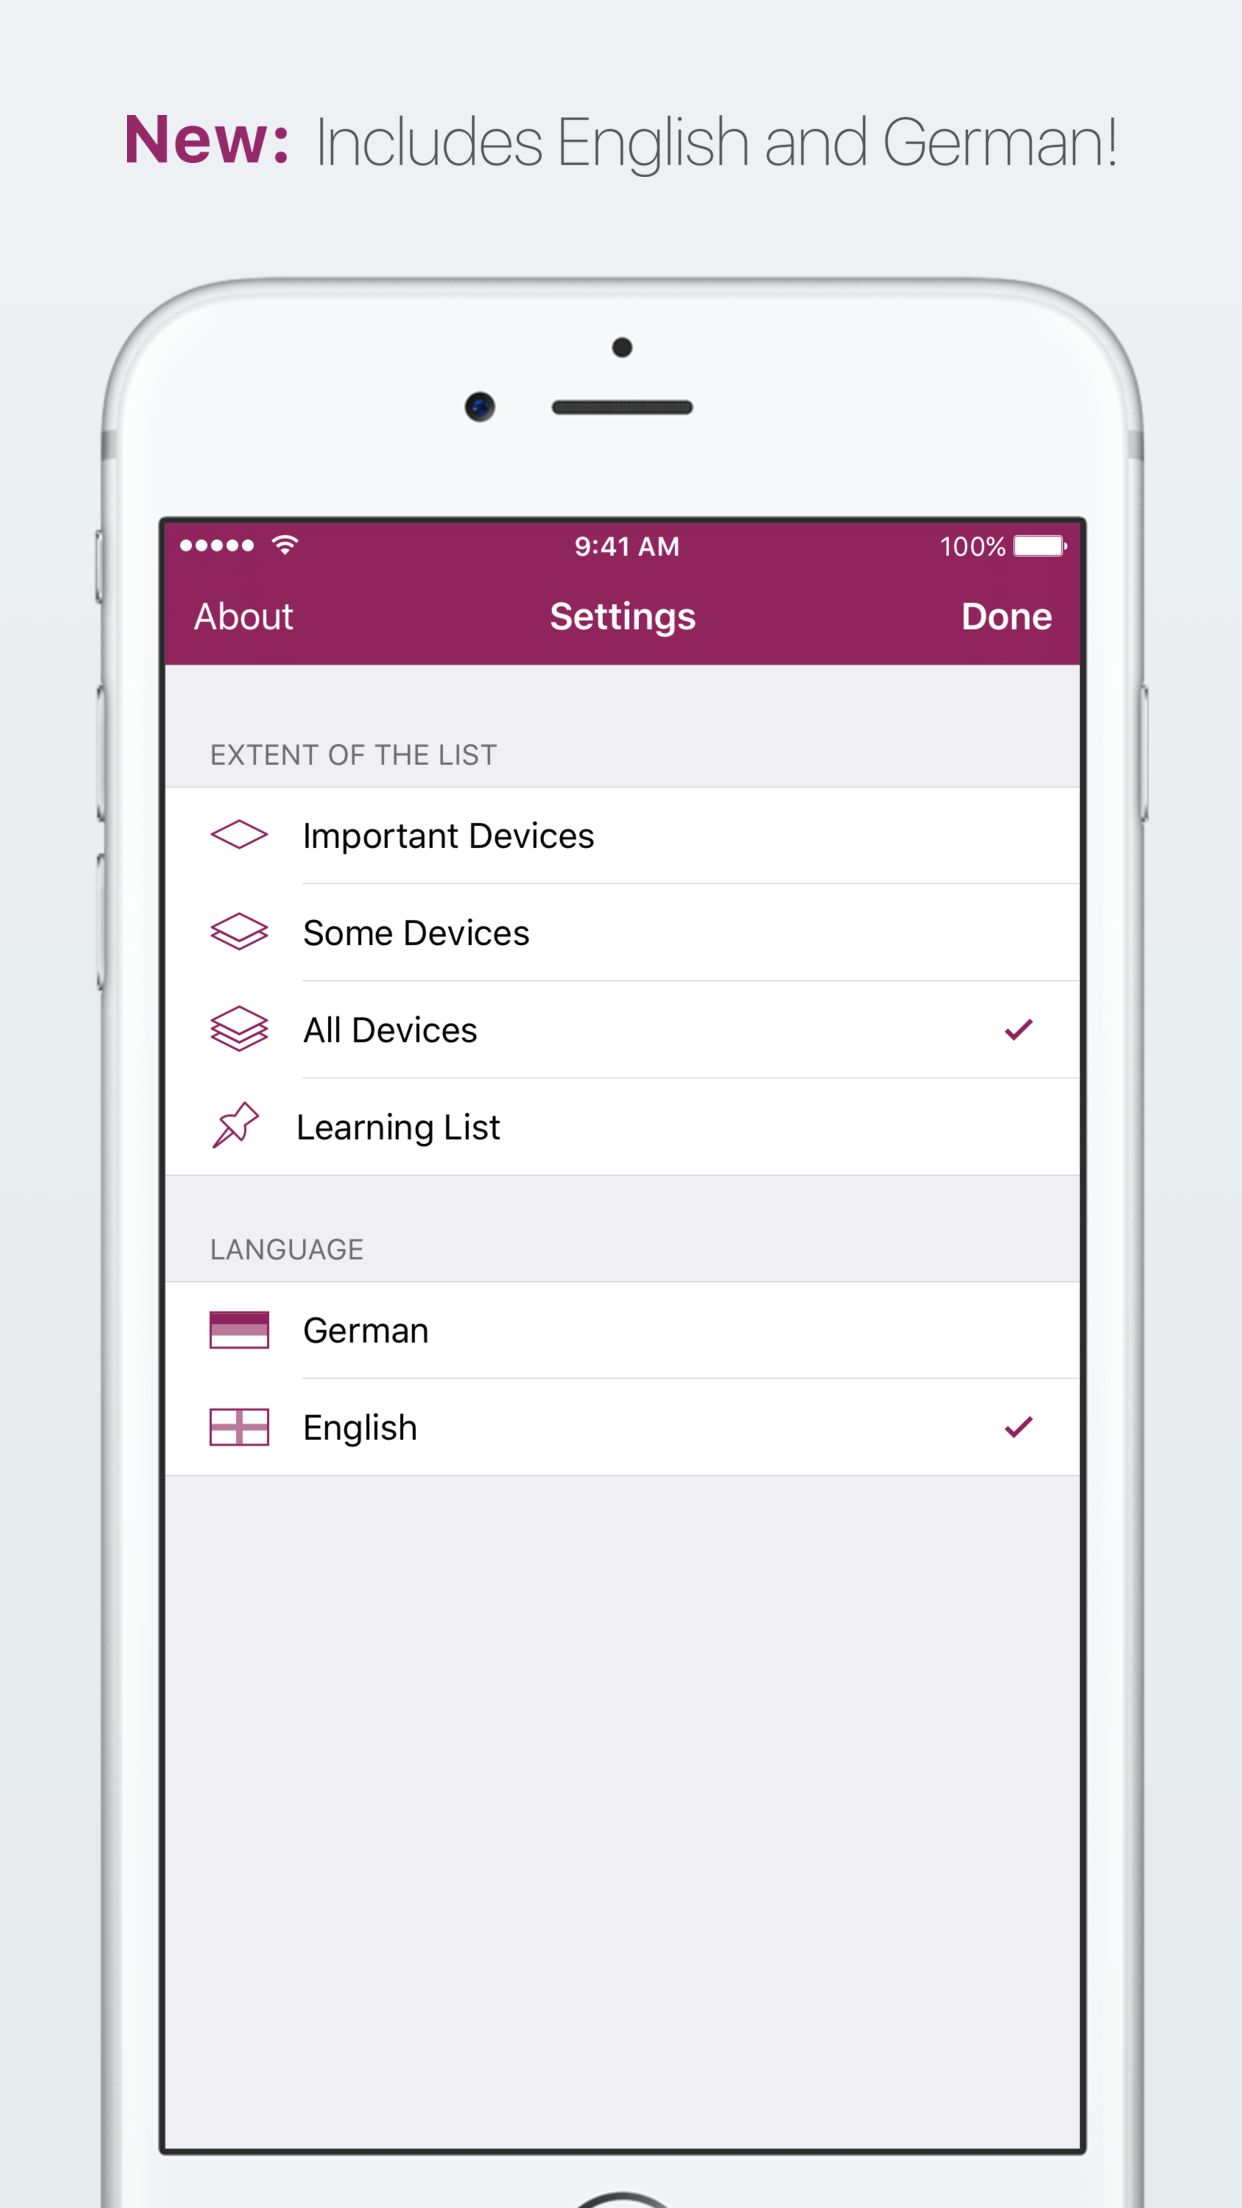 New: Includes English and German!
9:41 AM
100%
About
Settings
Done
EXTENT OF THE LIST
Important Devices
Some Devices
All Devices
Learning List
LANGUAGE
German
English